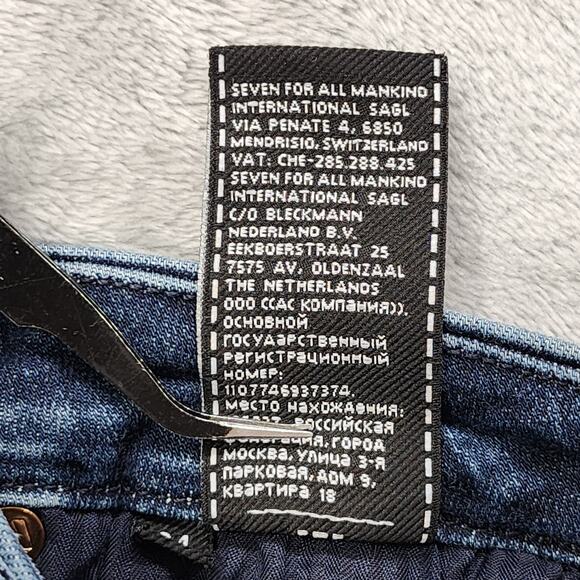 SEVEN FOR ALL MANKIND
INTERNATIONAL SAGL
VIA PENATE 4, 6850
MENDRISIO, SWITZERLAND
VAT: CHE-285.288.425
SEVEN FOR ALL MANKIND
INTERNATIONAL SAGL
C/O BLECKMANN
NEDERLAND B.V.
EEKBOERSTRAAT 25
7575 AV, OLDENZAAL
THE NETHERLANDS
ООО ((АС КОМПАНИЯ)),
ОСНОВНОЙ
ГОСУДАРСТВЕННЫЙ
РЕГИСТРАЦИОННЫЙ
НОМЕР:
1107746937374,
МЕСТО НАХОЖДЕНИЯ:
РОССИЙСКАЯ
ГОРОД
МОСКВА, УЛИЦА 3-Я
ПАРКОВАЯ, ДОМ 9,
КВАРТИРА 18